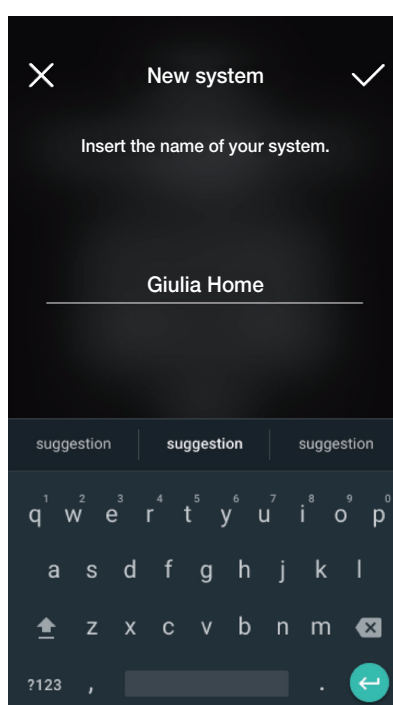 New system
Insert the name of your system.
Giulia Home
suggestion suggestion suggestion
1 2 3 4 5 6 7 8 9 0
q w e r t y u i o p
a s d f g h j k l
z x c v b n m
?123 , .